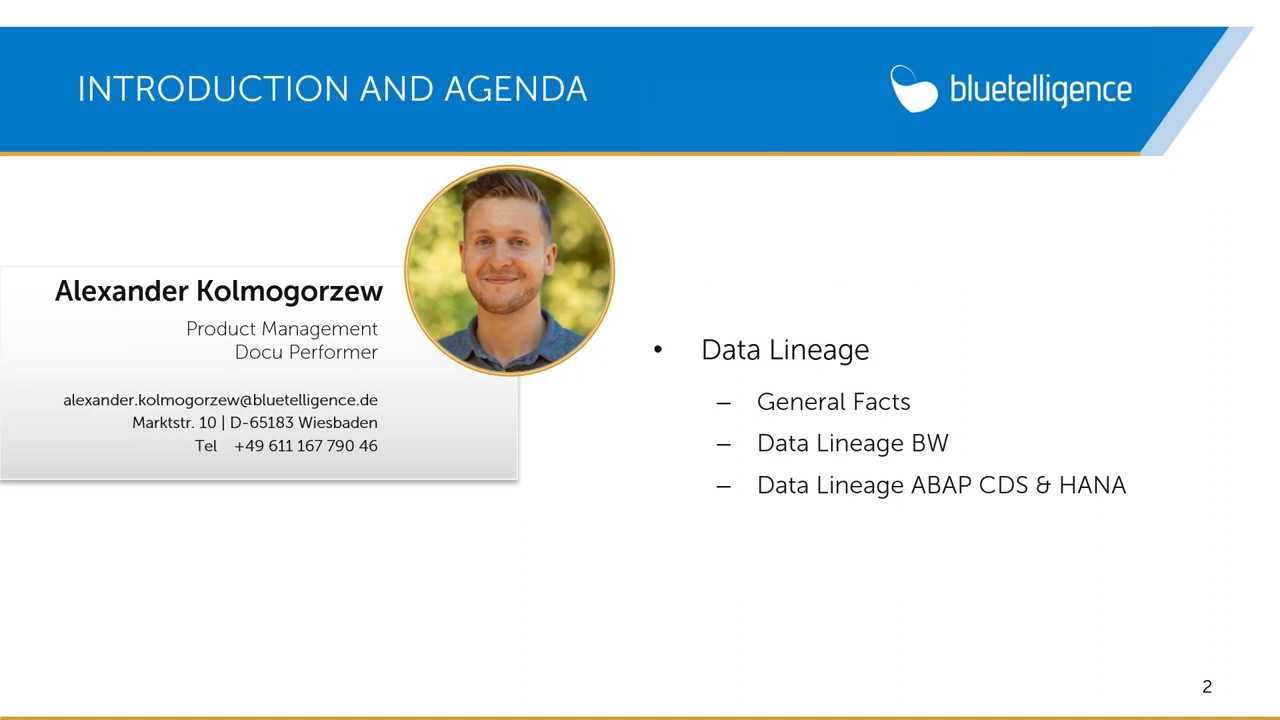 INTRODUCTION AND AGENDA
bluetelligence
Alexander Kolmogorzew
Product Management
Docu Performer
alexander.kolmogorzew@bluetelligence.de
Marktstr. 10 | D-65183 Wiesbaden
Tel +49 611 167 790 46
• Data Lineage
– General Facts
– Data Lineage BW
– Data Lineage ABAP CDS & HANA
2